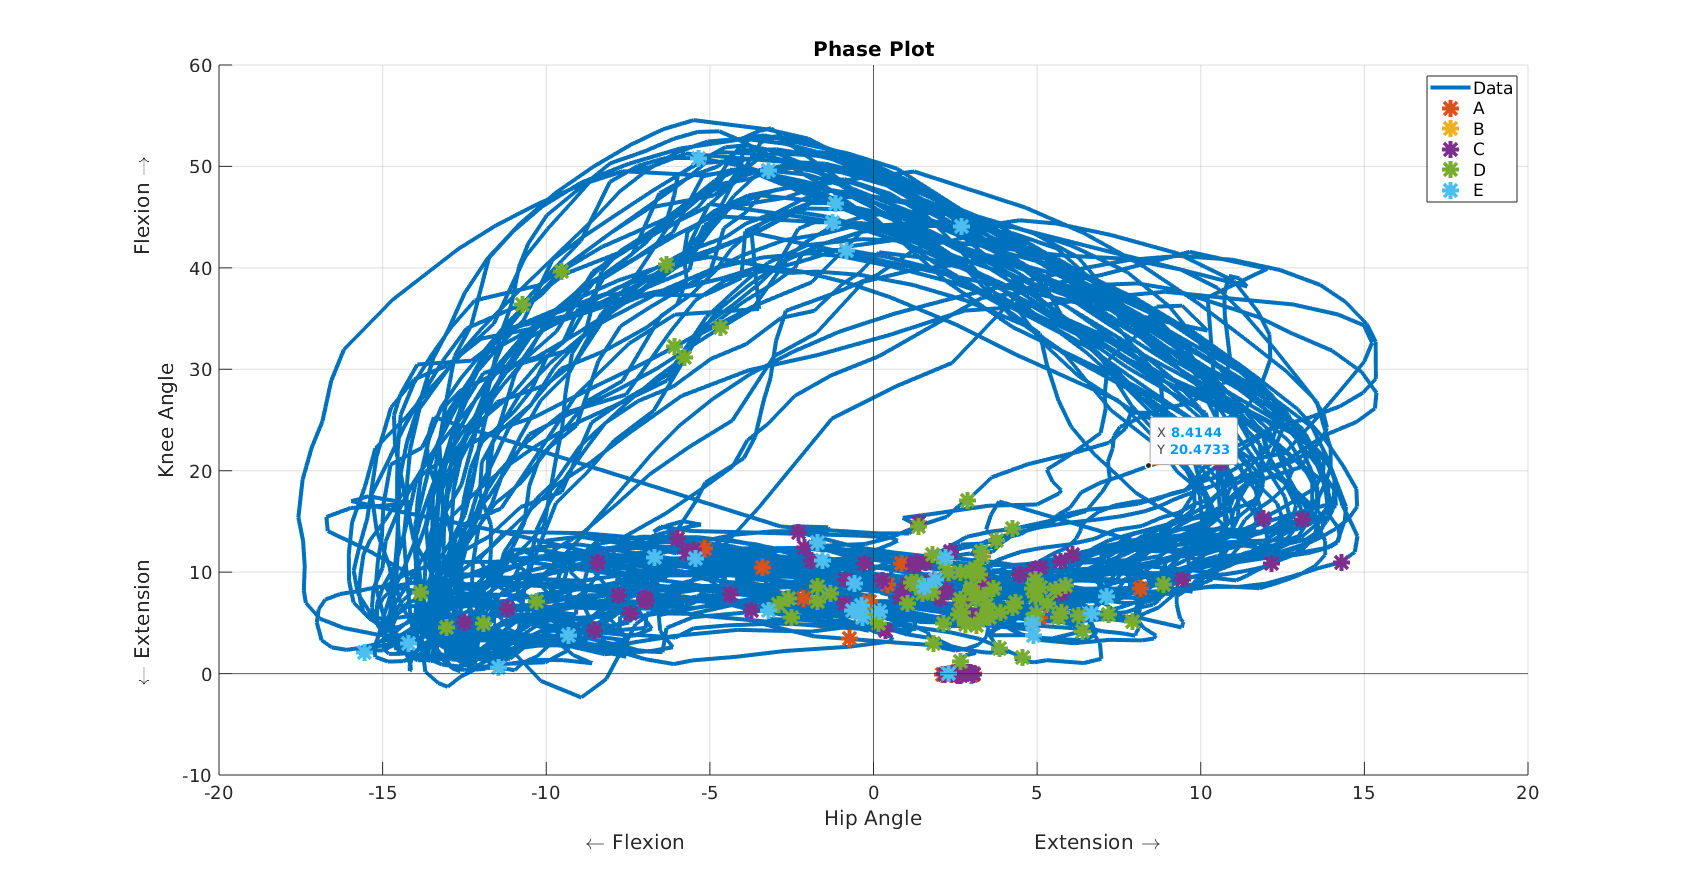 Phase Plot
60
50
40
30
20
10
0
-10
Flexion →
Knee Angle
← Extension
Data
A
B
C
D
E
X 8.4144
Y 20.4733
-20 -15 -10 -5 0 5 10 15 20
Hip Angle
← Flexion Extension →